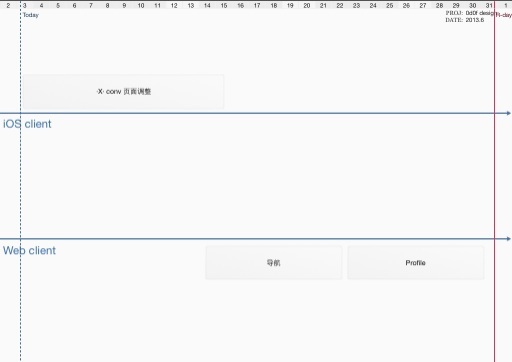 2 3 4 5 6 7 8 9 10 11 12 13 14 15 16 17 18 19 20 21 22 23 24 25 26 27 28 29 30 31 1
Today
PROJ: 0d0f design
R-day
DATE: 2013.6
·X· conv 页面调整
iOS client
Web client
导航
Profile